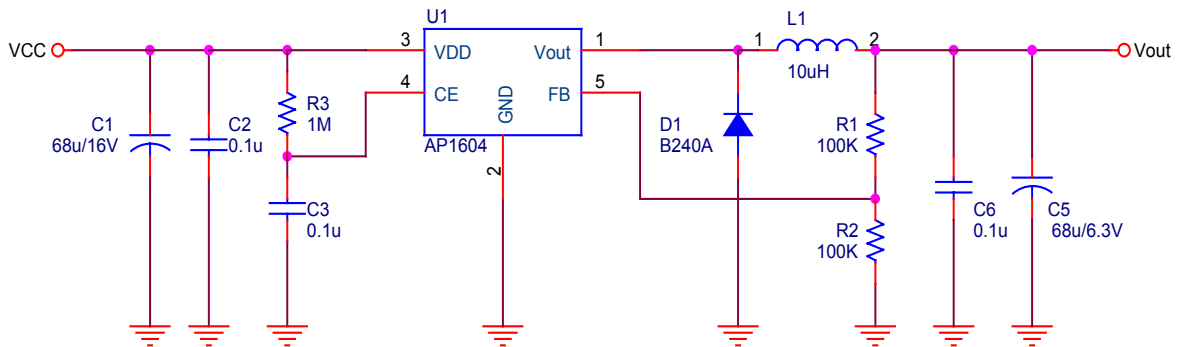 U1
L1
VCC
3
VDD
Vout
1
1
2
Vout
10uH
4
CE
FB
5
GND
R3
1M
C1
68u/16V
C2
0.1u
AP1604
D1
B240A
R1
100K
2
C3
0.1u
R2
100K
C6
0.1u
C5
68u/6.3V